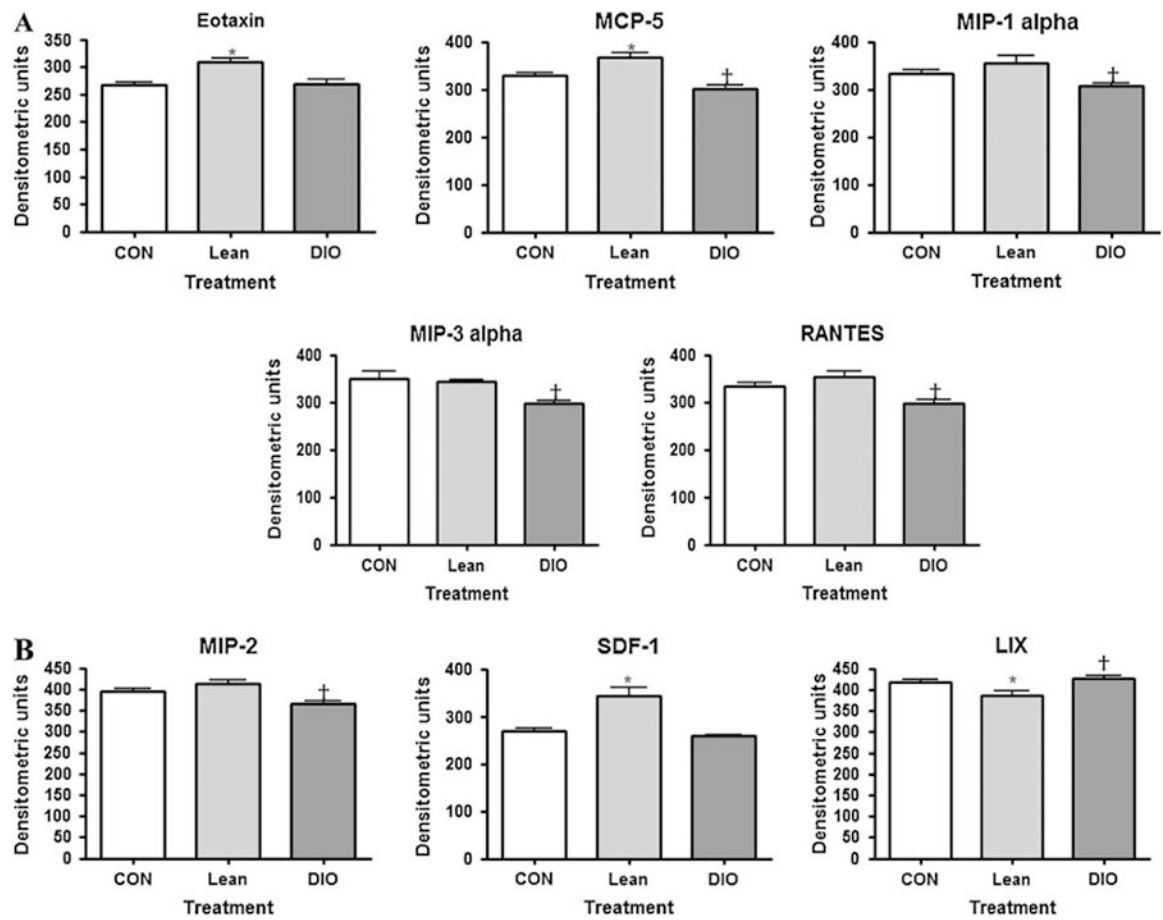 A
Eotaxin
Densitometric units
350
300
250
200
150
100
50
0
*
CON Lean DIO
Treatment
MCP-5
Densitometric units
400
300
200
100
0
*
†
CON Lean DIO
Treatment
MIP-1 alpha
Densitometric units
400
300
200
100
0
†
CON Lean DIO
Treatment
MIP-3 alpha
Densitometric units
400
300
200
100
0
†
CON Lean DIO
Treatment
RANTES
Densitometric units
400
300
200
100
0
†
CON Lean DIO
Treatment
B
MIP-2
Densitometric units
450
400
350
300
250
200
150
100
50
0
†
CON Lean DIO
Treatment
SDF-1
Densitometric units
400
300
200
100
0
*
CON Lean DIO
Treatment
LIX
Densitometric units
450
400
350
300
250
200
150
100
50
0
*
†
CON Lean DIO
Treatment